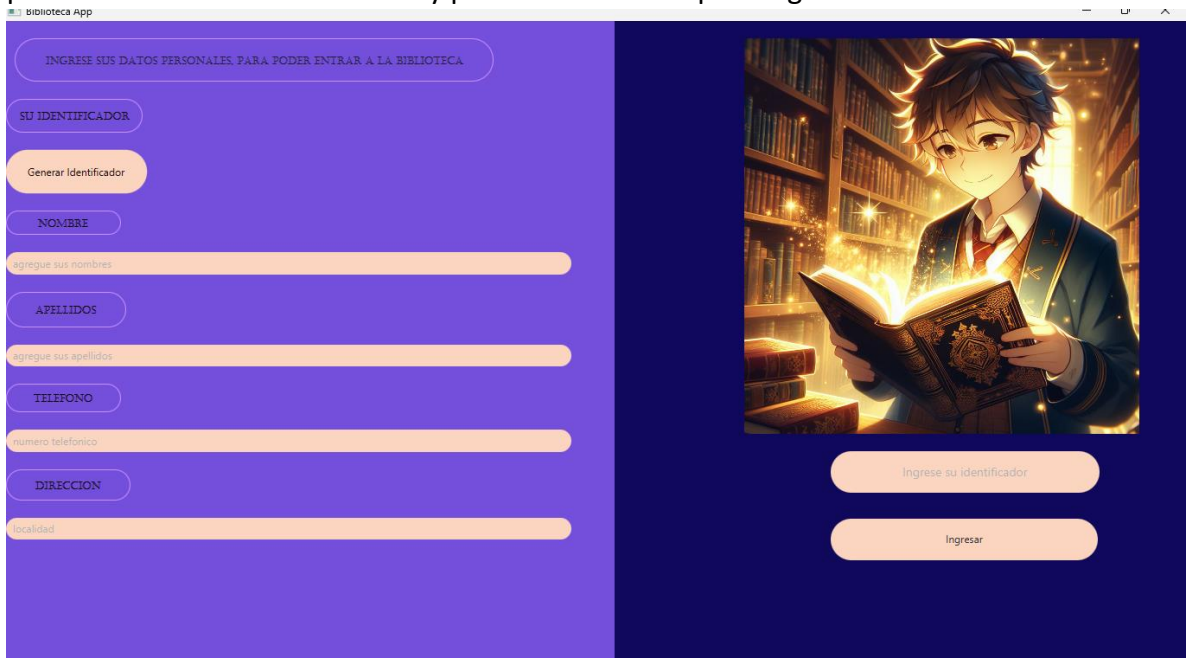 Biblioteca App
INGRESE SUS DATOS PERSONALES, PARA PODER ENTRAR A LA BIBLIOTECA
SU IDENTIFICADOR
Generar Identificador
NOMBRE
agregue sus nombres
APELLIDOS
agregue sus apellidos
TELEFONO
numero telefonico
DIRECCION
localidad
Ingrese su identificador
Ingresar